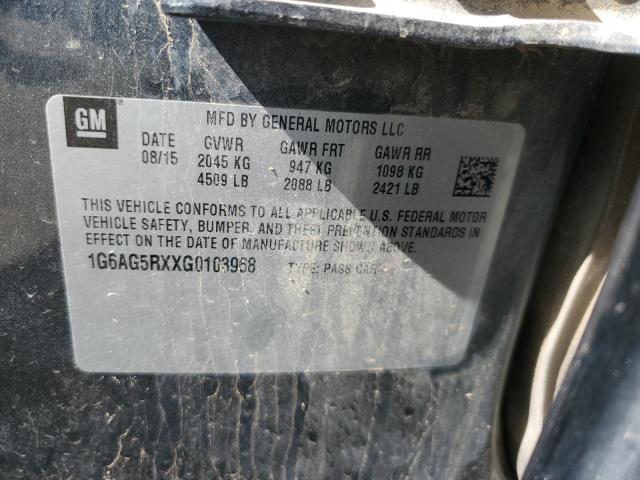 GM
MFD BY GENERAL MOTORS LLC
DATE GVWR GAWR FRT GAWR RR
08/15 2045 KG 947 KG 1098 KG
4509 LB 2088 LB 2421 LB
THIS VEHICLE CONFORMS TO ALL APPLICABLE U.S. FEDERAL MOTOR
VEHICLE SAFETY, BUMPER, AND THEFT PREVENTION STANDARDS IN
EFFECT ON THE DATE OF MANUFACTURE SHOWN ABOVE.
1G6AG5RXXG0103968 TYPE: PASS CAR